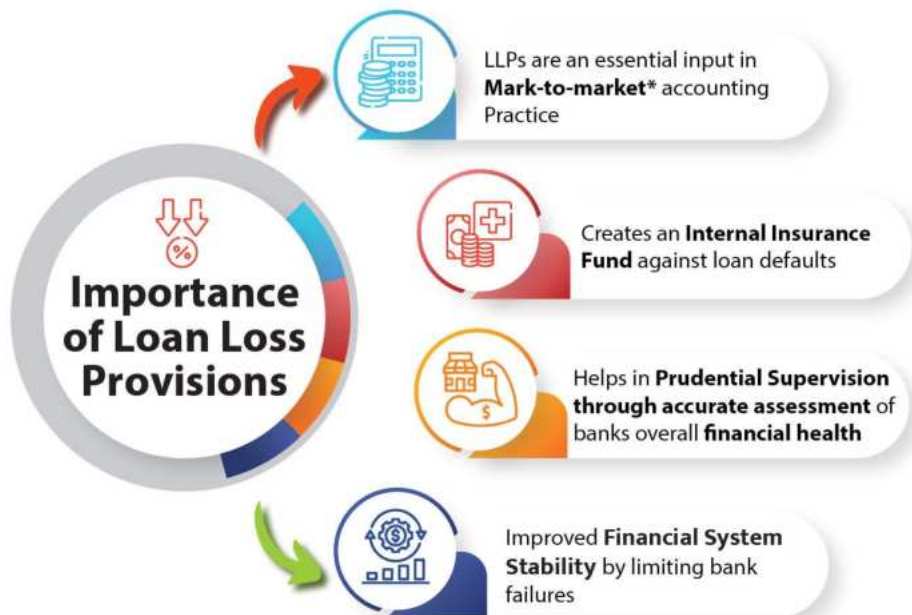 Importance
of Loan Loss
Provisions
%
LLPs are an essential input in
Mark-to-market* accounting
Practice
Creates an Internal Insurance
Fund against loan defaults
$
Helps in Prudential Supervision
through accurate assessment of
banks overall financial health
$
Improved Financial System
Stability by limiting bank
failures